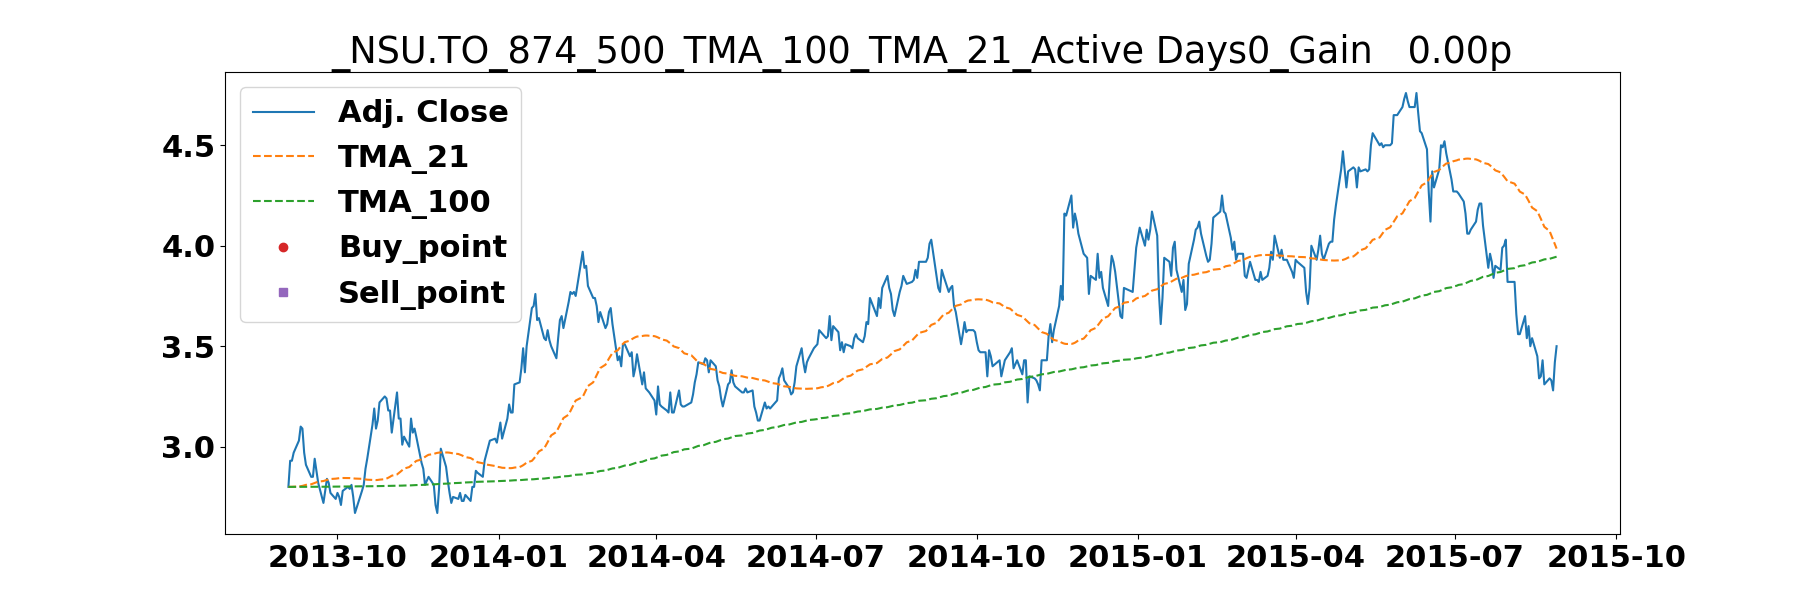 _NSU.TO_874_500_TMA_100_TMA_21_Active Days0_Gain   0.00p
Adj. Close
TMA_21
TMA_100
Buy_point
Sell_point
4.5
4.0
3.5
3.0
2013-10 2014-01 2014-04 2014-07 2014-10 2015-01 2015-04 2015-07 2015-10